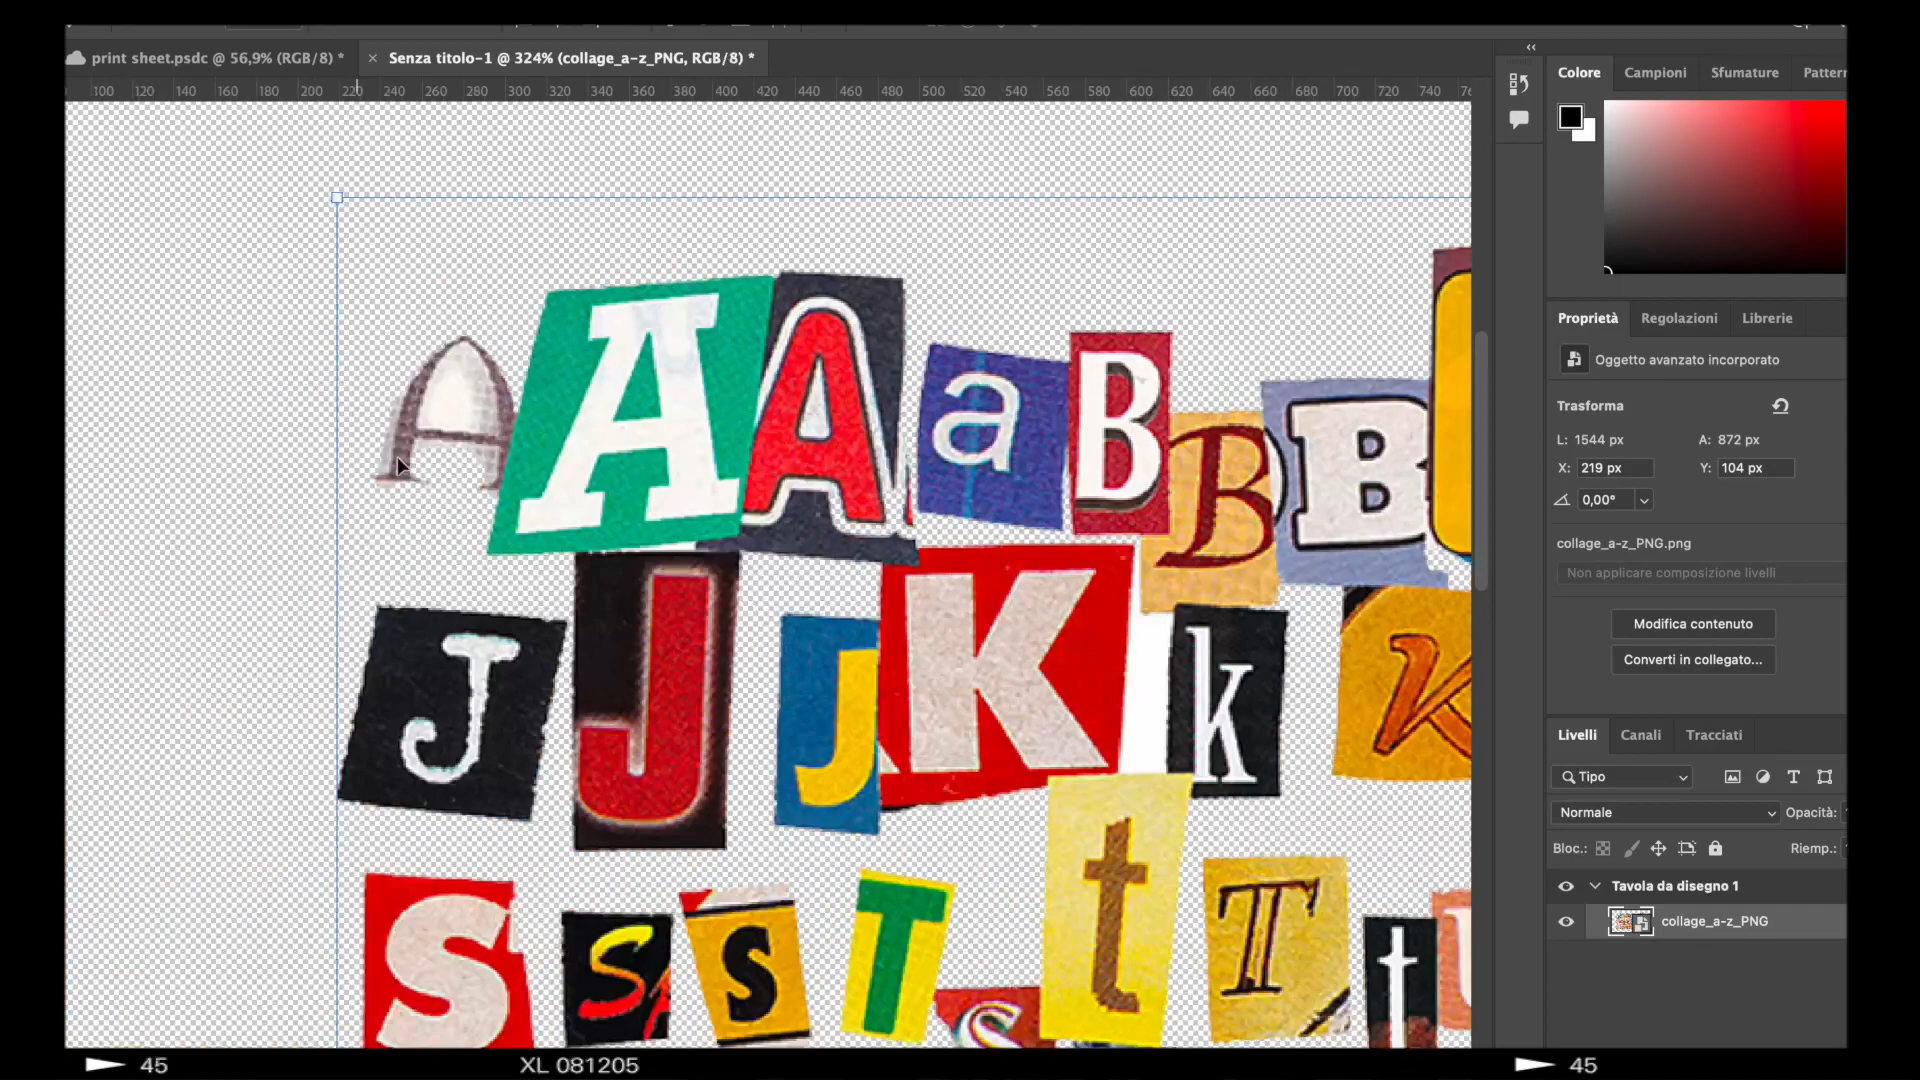 print sheet.psdc @ 56,9% (RGB/8) *
× Senza titolo-1 @ 324% (collage_a-z_PNG, RGB/8) *
100 120 140 160 180 200 220 240 260 280 300 320 340 360 380 400 420 440 460 480 500 520 540 560 580 600 620 640 660 680 700 720 740
Colore Campioni Sfumature Pattern
A A A a B B B
J J J K k K
S S s T t T t
s
Proprietà Regolazioni Librerie
Oggetto avanzato incorporato
Trasforma
L: 1544 px A: 872 px
X: 219 px Y: 104 px
0,00°
collage_a-z_PNG.png
Non applicare composizione livelli
Modifica contenuto
Converti in collegato...
Livelli Canali Tracciati
Tipo
Normale Opacità:
Bloc.: Riemp.:
Tavola da disegno 1
collage_a-z_PNG
45 XL 081205 45